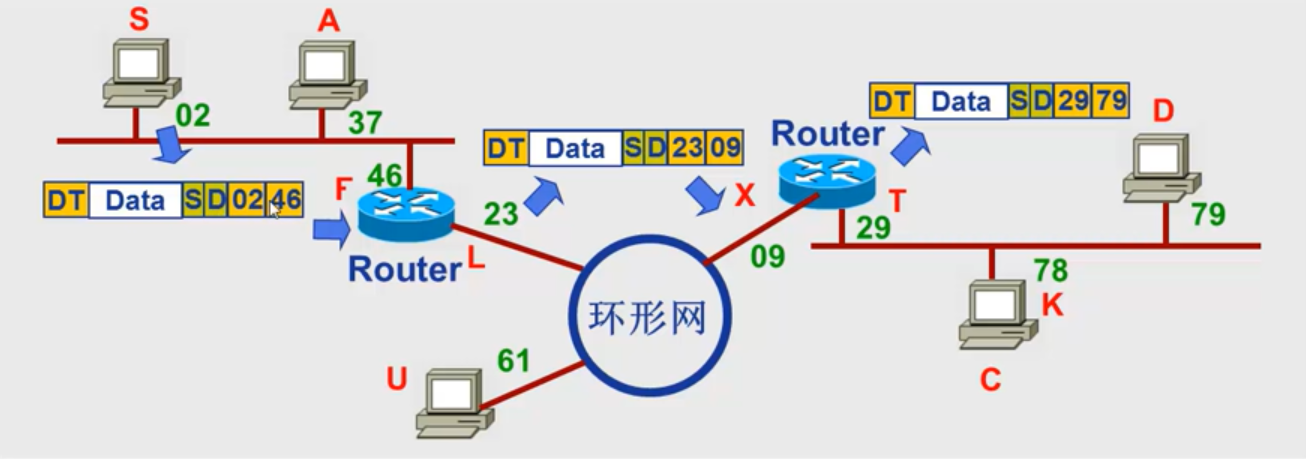 S
A
DT Data S D 29 79
D
02
37
Router
DT Data S D 23 09
F
46
X
T
DT Data S D 02 46
23
29
79
Router
L
09
78
环形网
K
61
U
C